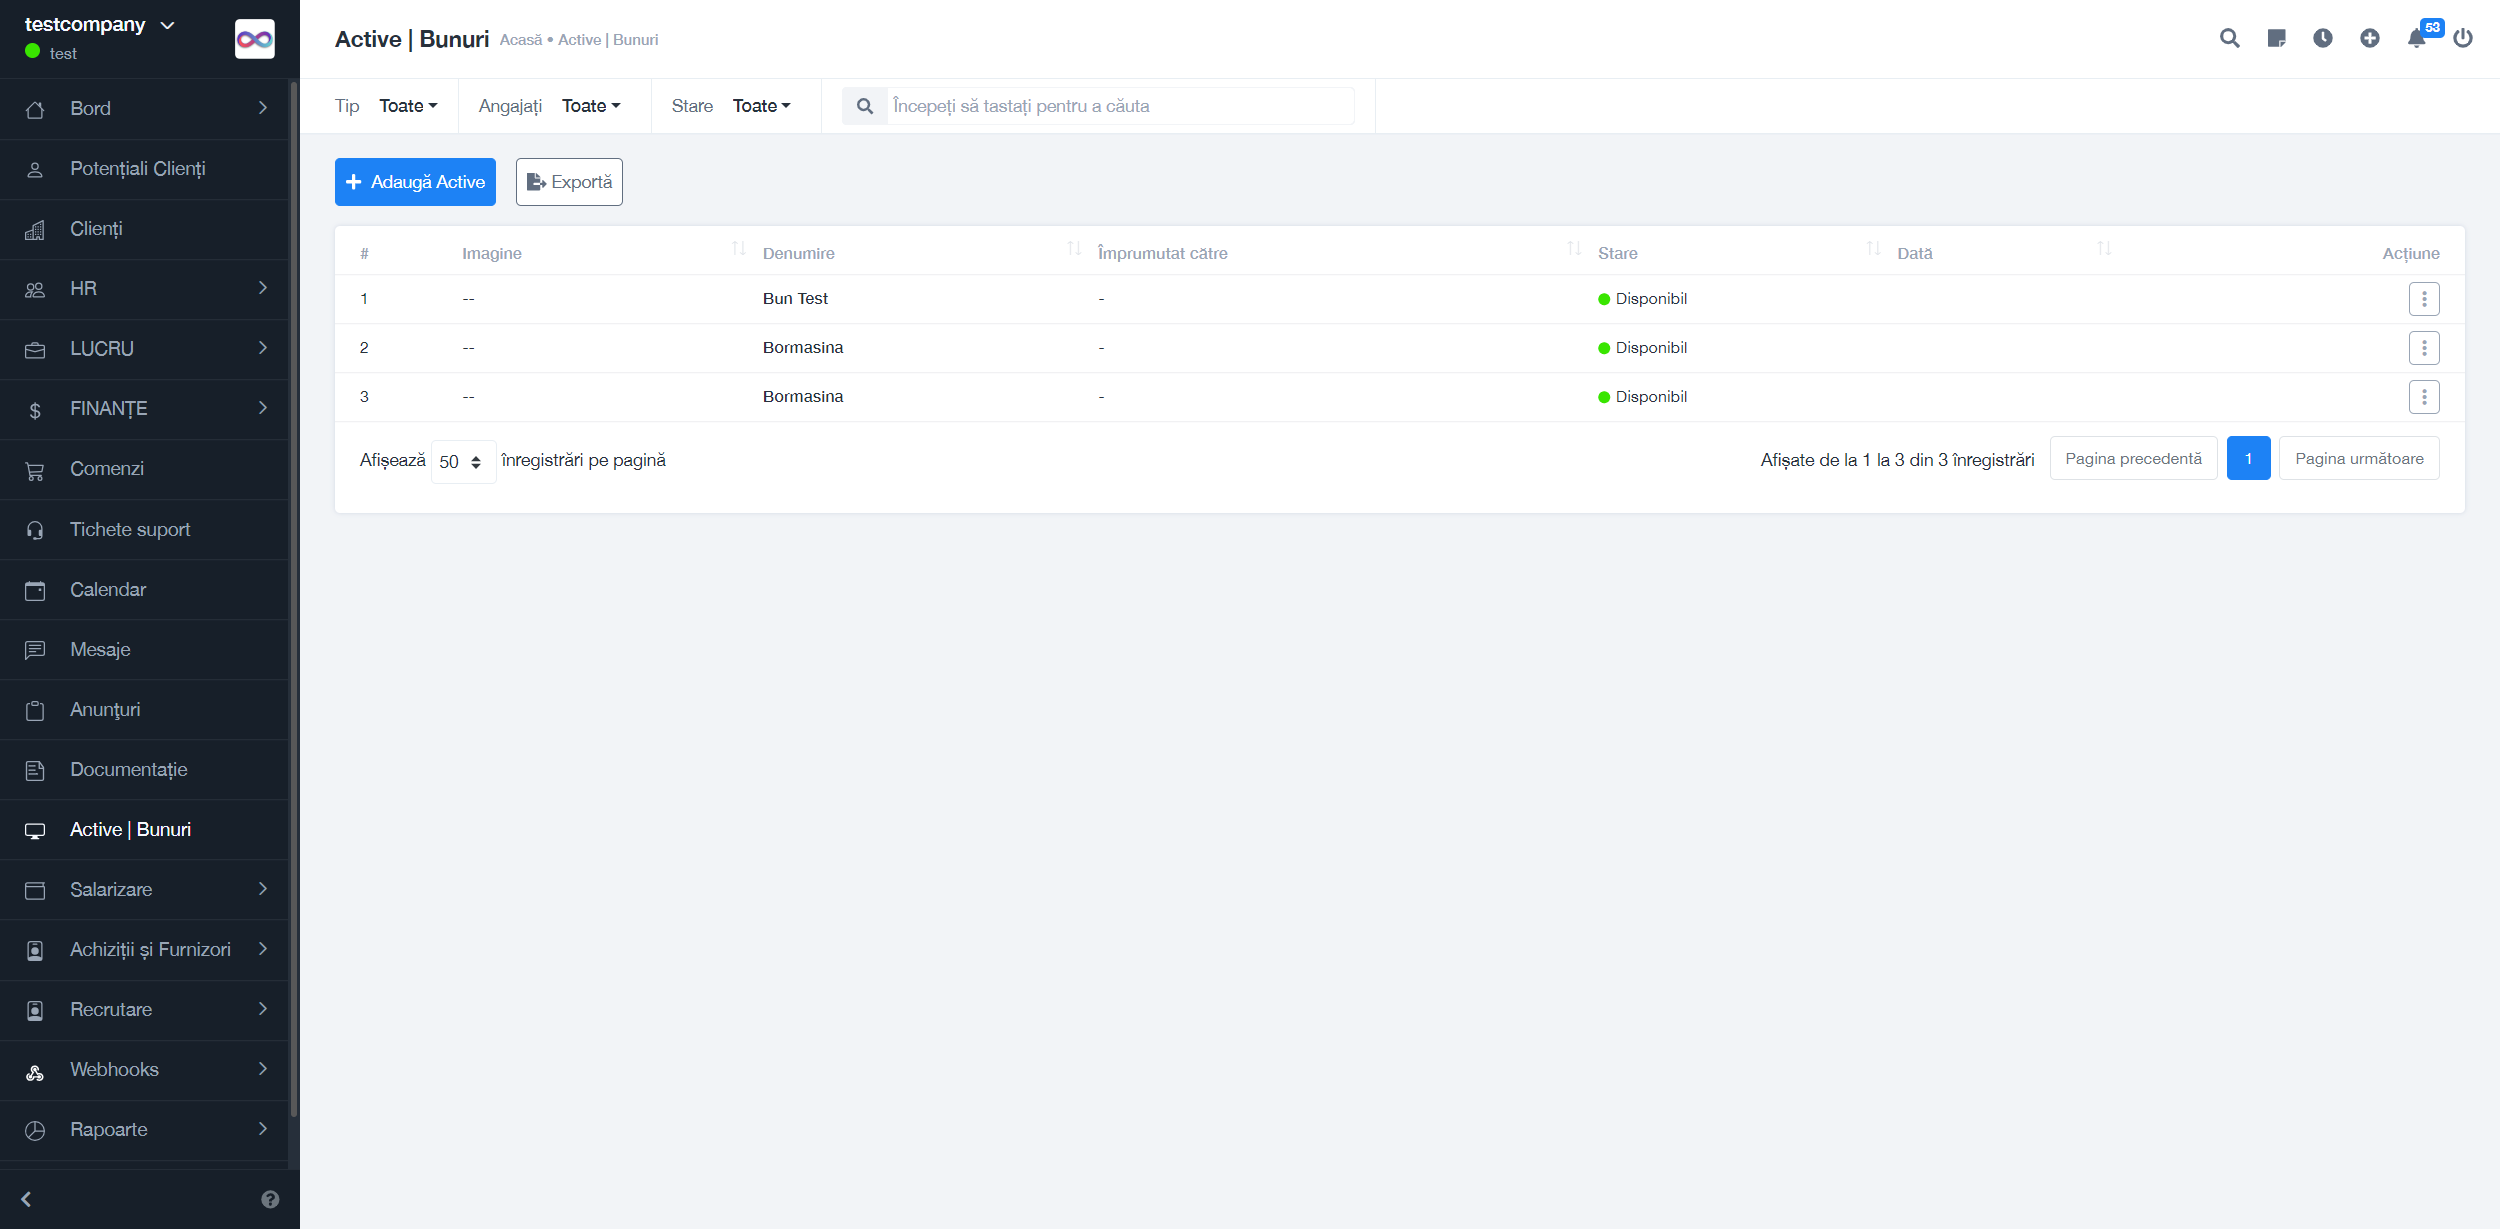 testcompany
test
Bord
Potențiali Clienți
Clienți
HR
LUCRU
FINANȚE
Comenzi
Tichete suport
Calendar
Mesaje
Anunţuri
Documentație
Active | Bunuri
Salarizare
Achiziții și Furnizori
Recrutare
Webhooks
Rapoarte
Active | Bunuri Acasă • Active | Bunuri
53
Tip Toate Angajați Toate Stare Toate Începeți să tastați pentru a căuta
Adaugă Active Exportă
# Imagine Denumire Împrumutat către Stare Dată Acțiune
1 -- Bun Test - Disponibil
2 -- Bormasina - Disponibil
3 -- Bormasina - Disponibil
Afișează 50 înregistrări pe pagină Afișate de la 1 la 3 din 3 înregistrări Pagina precedentă 1 Pagina următoare